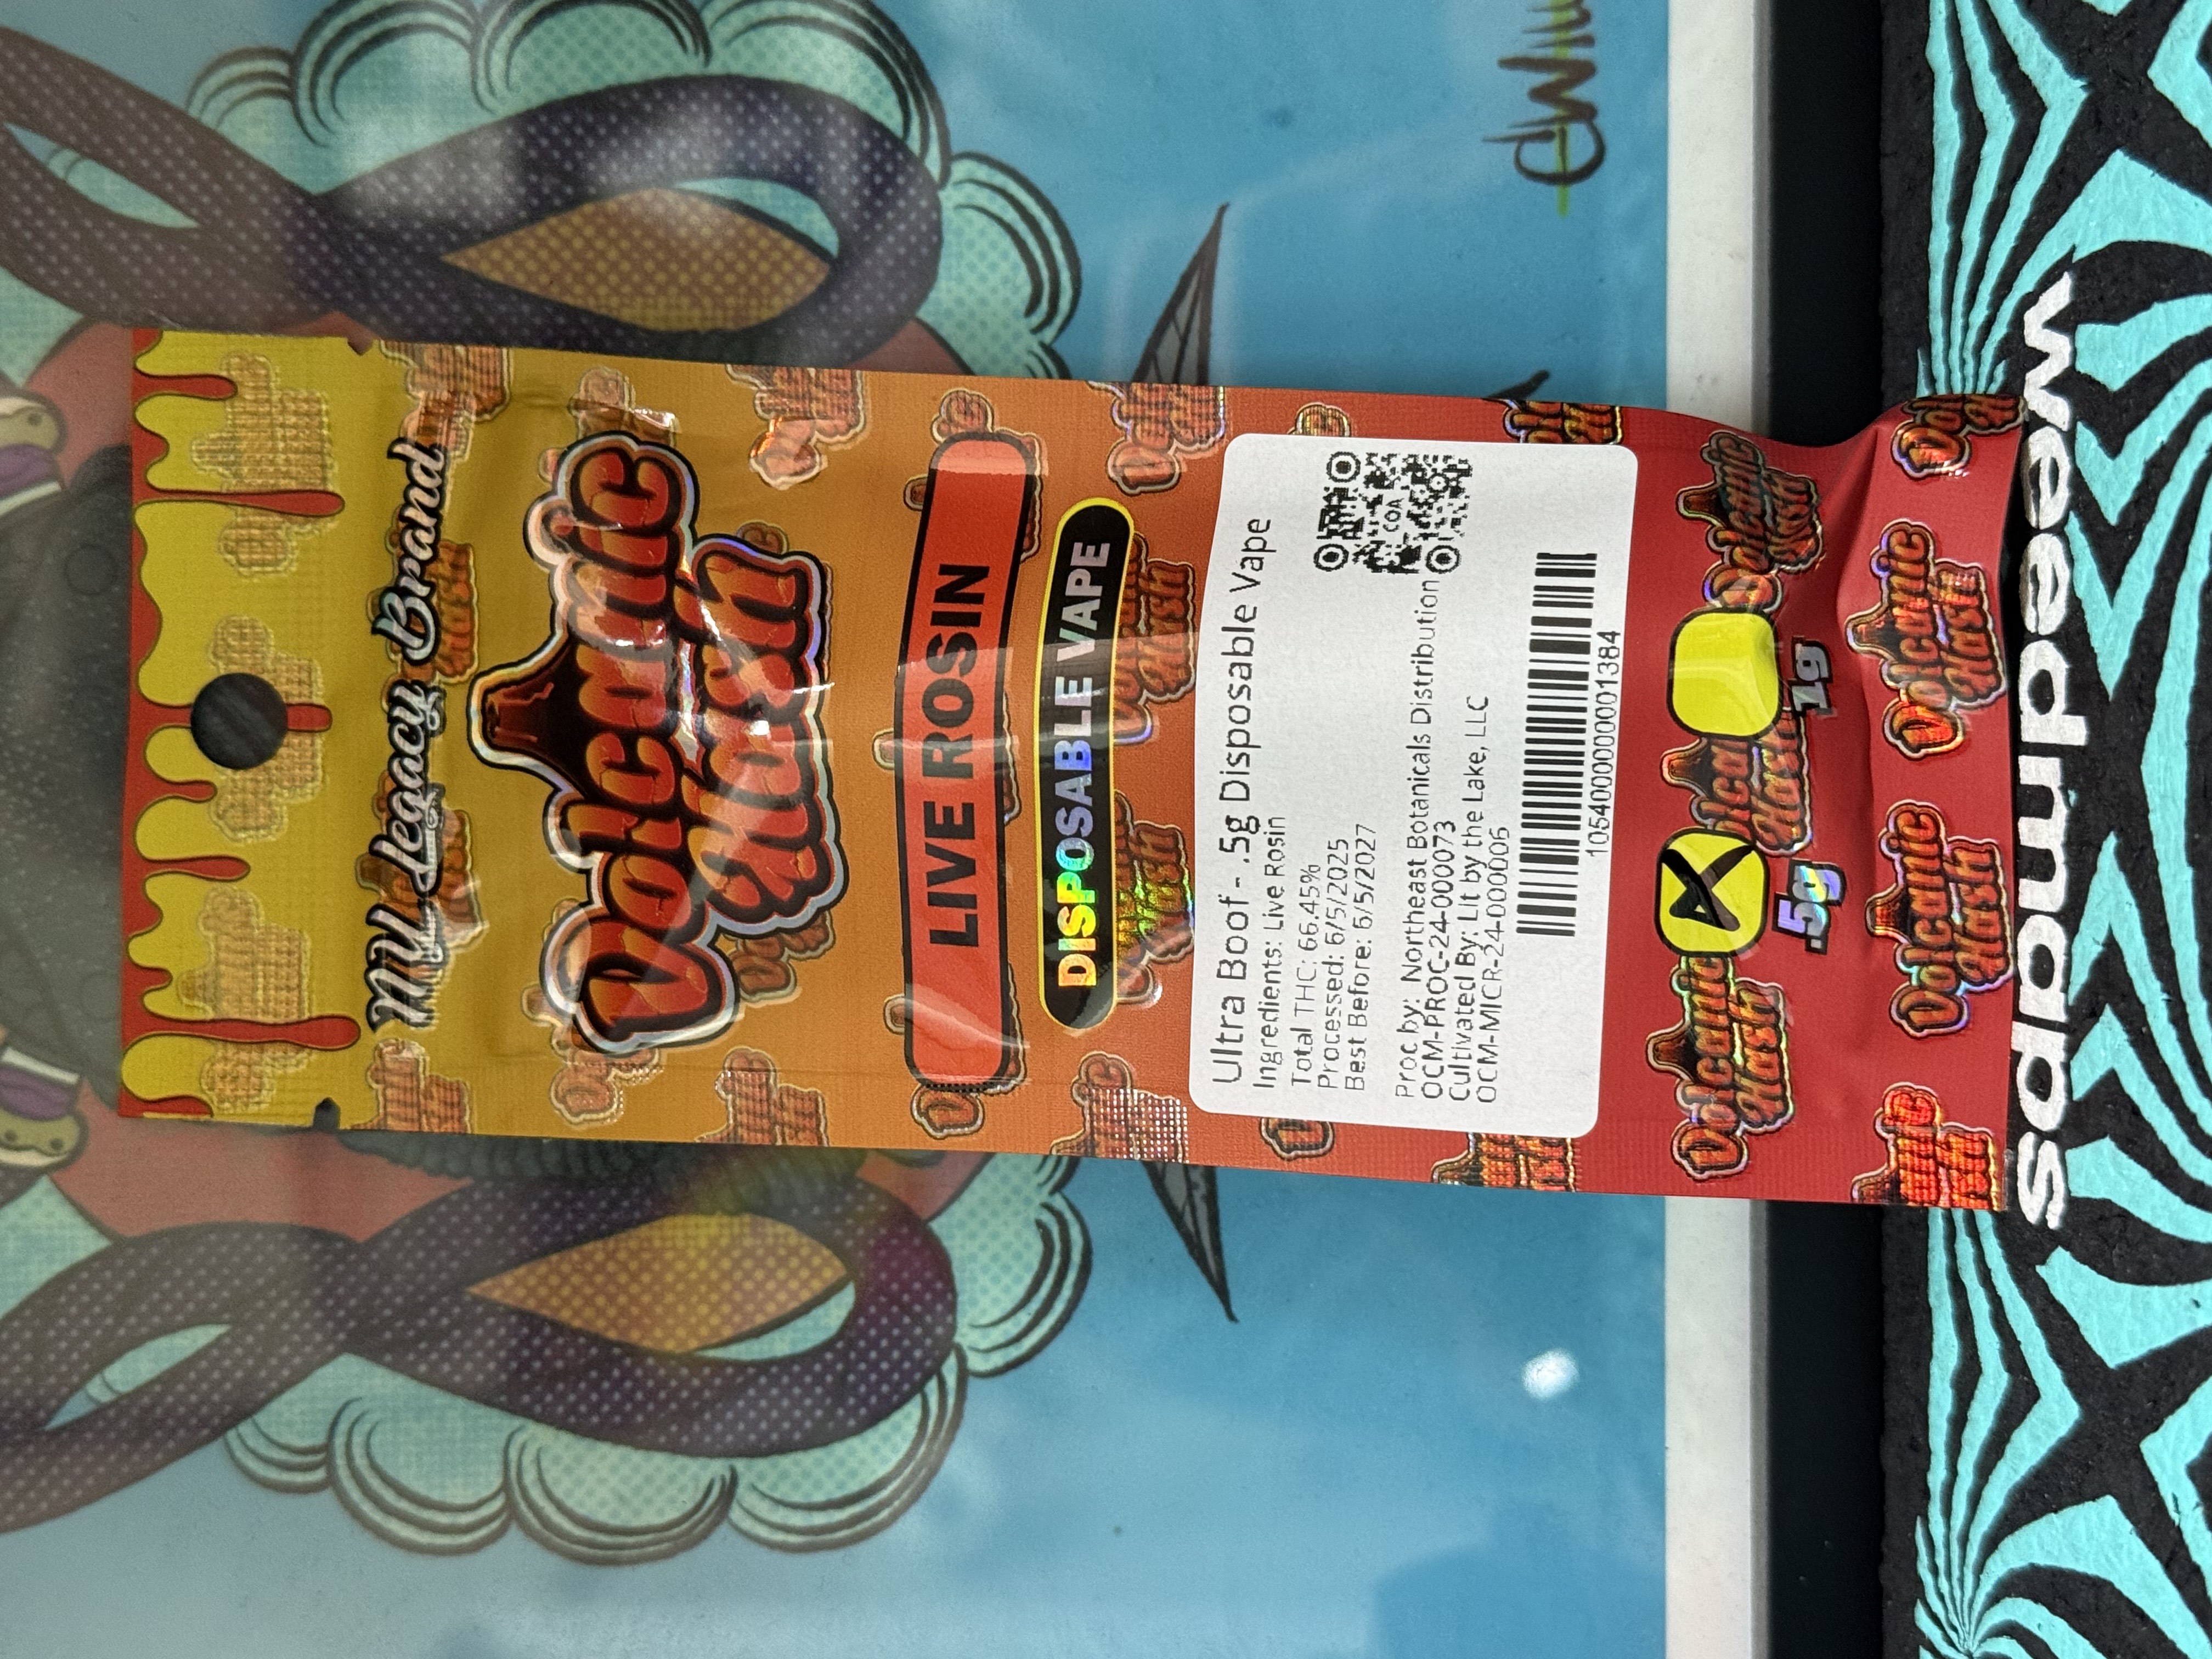 NY Legacy Brand
Volcanic
Hash
LIVE ROSIN
DISPOSABLE VAPE
Ultra Boof - .5g Disposable Vape
Ingredients: Live Rosin
Total THC: 66.45%
Processed: 6/5/2025
Best Before: 6/5/2027
Proc by: Northeast Botanicals Distribution
OCM-PROC-24-000073
Cultivated By: Lit by the Lake, LLC
OCM-MICR-24-000006
COA
1054000000001384
.5g
1g
weedmaps